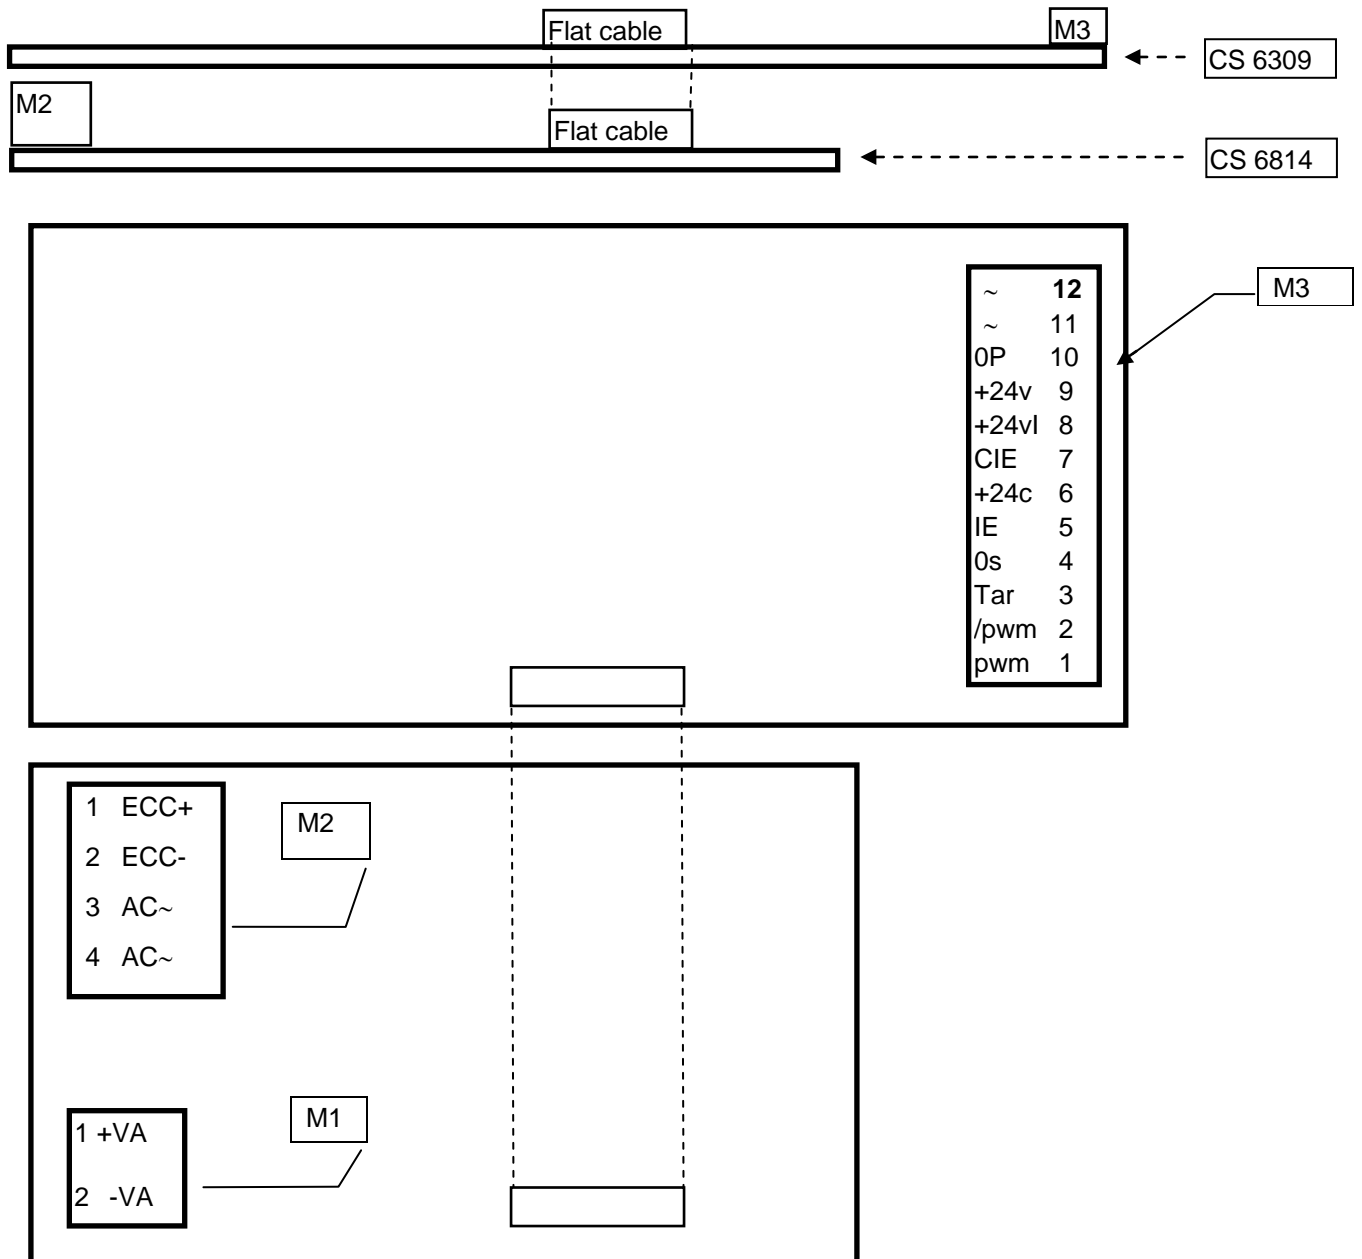 Flat cable
M3
CS 6309
M2
Flat cable
CS 6814
~ 12
~ 11
0P 10
+24v 9
+24vI 8
CIE 7
+24c 6
IE 5
0s 4
Tar 3
/pwm 2
pwm 1
M3
1 ECC+
2 ECC-
3 AC~
4 AC~
M2
1 +VA
2 -VA
M1